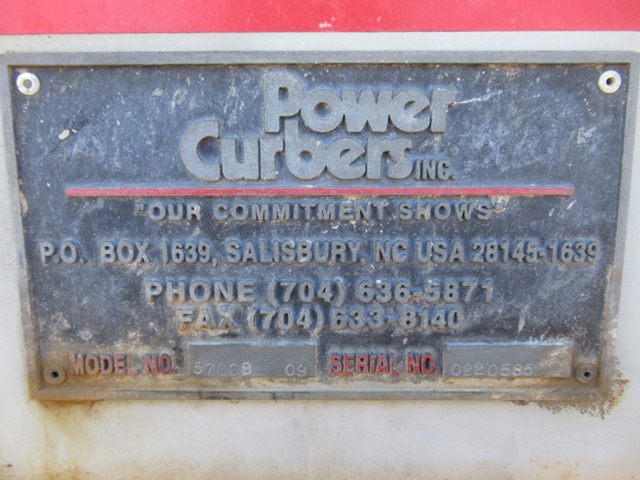 Power
Curbers INC.
"OUR COMMITMENT SHOWS"
P.O. BOX 1639, SALISBURY, NC USA 28145-1639
PHONE (704) 636-5871
FAX (704) 633-8140
MODEL NO. 5700B 09 SERIAL NO. 0220585